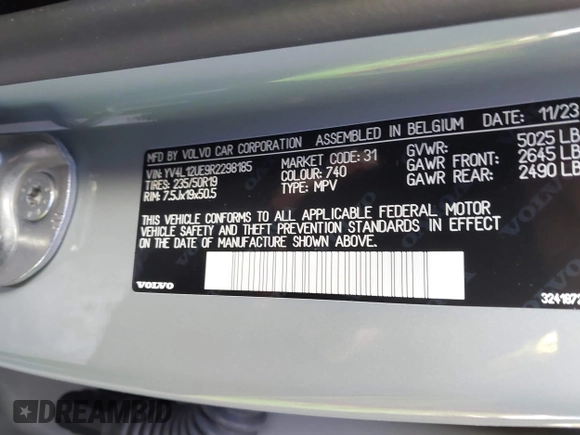 MFD BY VOLVO CAR CORPORATION ASSEMBLED IN BELGIUM DATE: 11/23
VIN: YV4L12UE9R2298185 MARKET CODE: 31 GVWR: 5025 LB
TIRES: 235/50R19 COLOUR: 740 GAWR FRONT: 2645 LB
RIM: 7.5Jx19x50.5 TYPE: MPV GAWR REAR: 2490 LB
THIS VEHICLE CONFORMS TO ALL APPLICABLE FEDERAL MOTOR
VEHICLE SAFETY AND THEFT PREVENTION STANDARDS IN EFFECT
ON THE DATE OF MANUFACTURE SHOWN ABOVE.
VOLVO
3241872
DREAMBID